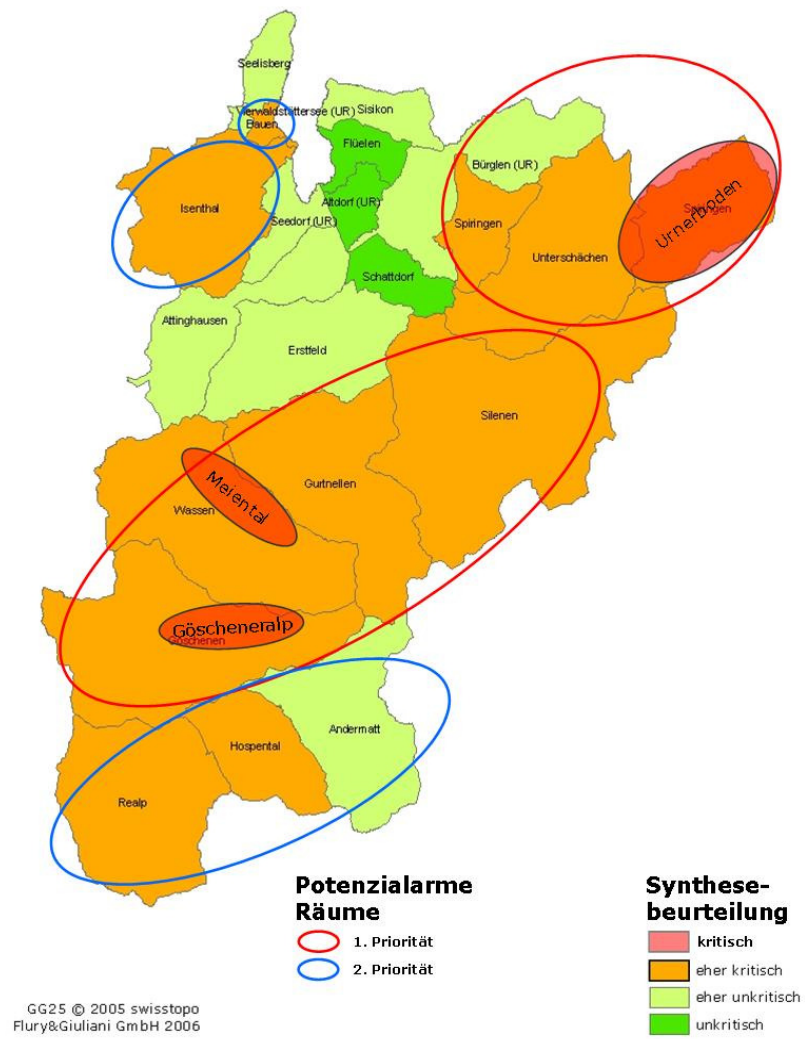 Seelisberg
Vierwaldstättersee (UR)
Sisikon
Bauen
Flüelen
Bürglen (UR)
Isenthal
Altdorf (UR)
Spiringen
Urnerboden
Seedorf (UR)
Spiringen
Unterschächen
Schattdorf
Attinghausen
Erstfeld
Silenen
Meiental
Gurtnellen
Wassen
Göscheneralp
Göschenen
Andermatt
Hospental
Realp
Potenzialarme
Räume
1. Priorität
2. Priorität
Synthese-
beurteilung
kritisch
eher kritisch
eher unkritisch
unkritisch
GG25 © 2005 swisstopo
Flury&Giuliani GmbH 2006